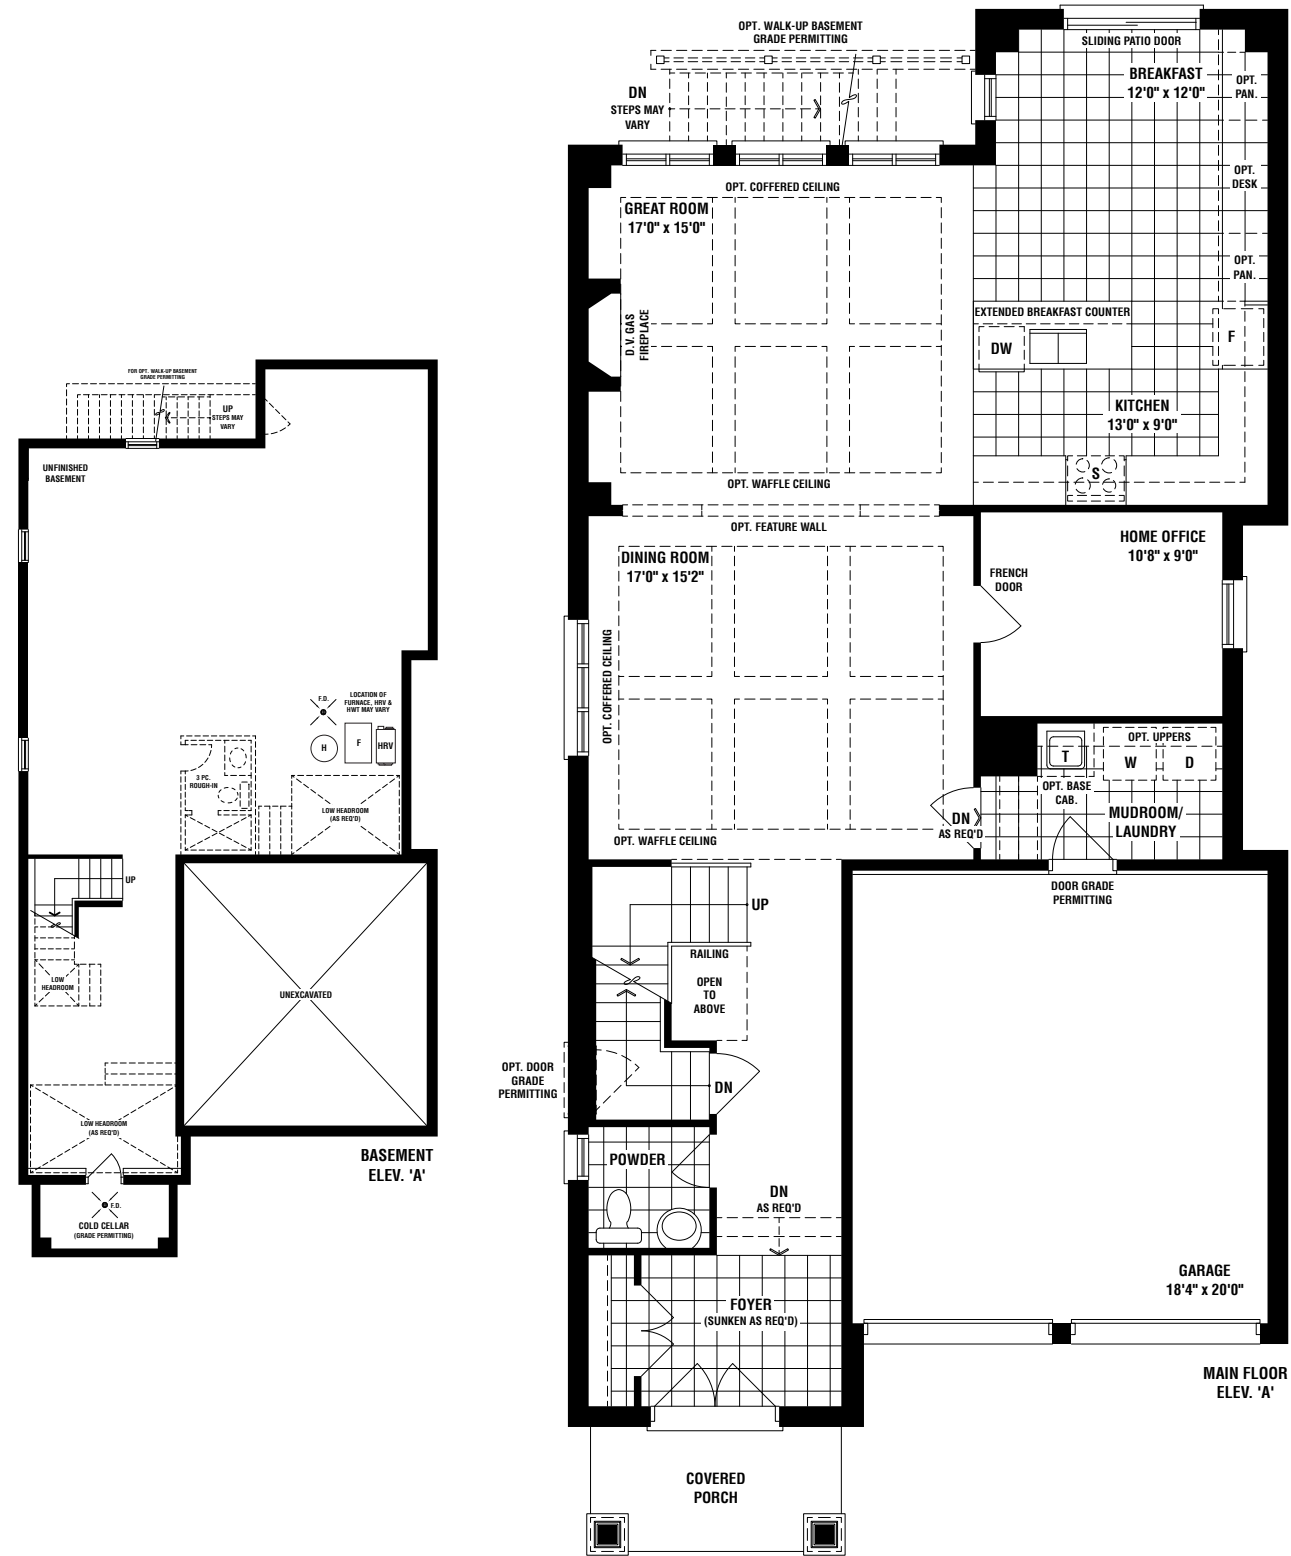 OPT. WALK-UP BASEMENT
GRADE PERMITTING
DN
STEPS MAY
VARY
SLIDING PATIO DOOR
BREAKFAST
12'0" x 12'0"
OPT.
PAN.
OPT.
DESK
OPT.
PAN.
OPT. COFFERED CEILING
GREAT ROOM
17'0" x 15'0"
D.V. GAS
FIREPLACE
EXTENDED BREAKFAST COUNTER
DW
F
KITCHEN
13'0" x 9'0"
S
OPT. WAFFLE CEILING
OPT. FEATURE WALL
DINING ROOM
17'0" x 15'2"
OPT. COFFERED CEILING
OPT. WAFFLE CEILING
FRENCH
DOOR
HOME OFFICE
10'8" x 9'0"
OPT. UPPERS
T
W
D
OPT. BASE
CAB.
DN
AS REQ'D
MUDROOM/
LAUNDRY
DOOR GRADE
PERMITTING
UP
RAILING
OPEN
TO
ABOVE
OPT. DOOR
GRADE
PERMITTING
DN
POWDER
DN
AS REQ'D
FOYER
(SUNKEN AS REQ'D)
GARAGE
18'4" x 20'0"
MAIN FLOOR
ELEV. 'A'
COVERED
PORCH
FOR OPT. WALK-UP BASEMENT
GRADE PERMITTING
UP
STEPS MAY
VARY
UNFINISHED
BASEMENT
F.D.
LOCATION OF
FURNACE, HRV &
HWT MAY VARY
H
F
HRV
3 PC.
ROUGH-IN
LOW HEADROOM
(AS REQ'D)
UP
LOW
HEADROOM
UNEXCAVATED
LOW HEADROOM
(AS REQ'D)
F.D.
COLD CELLAR
(GRADE PERMITTING)
BASEMENT
ELEV. 'A'